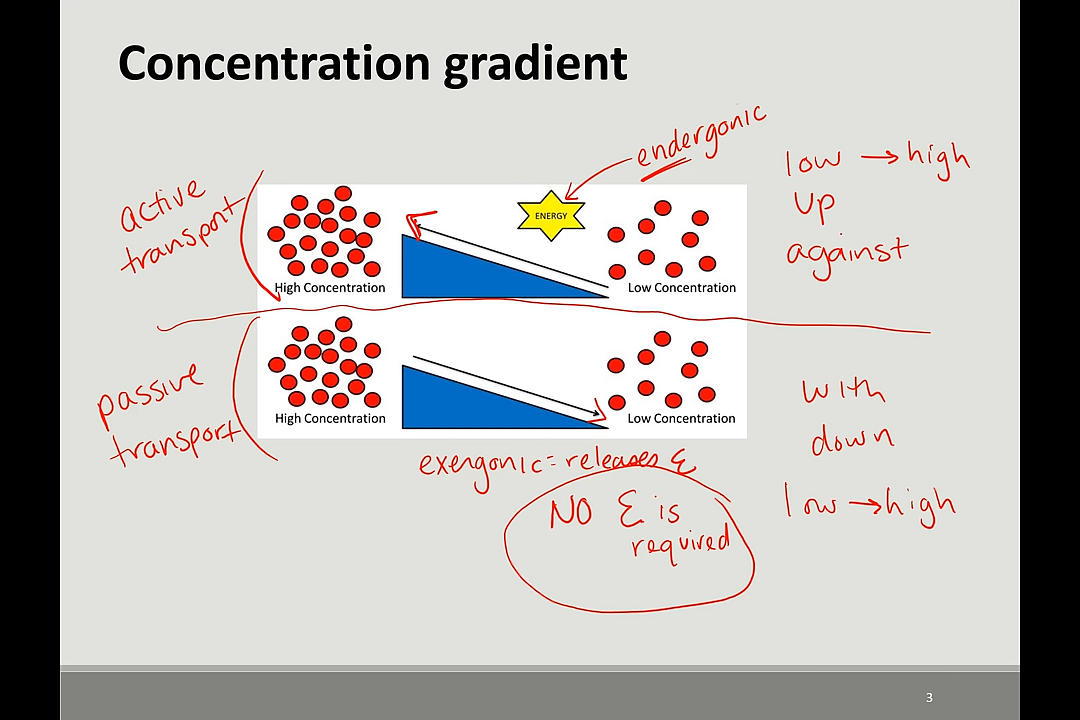 Concentration gradient
endergonic
low → high
up
against
active
transport
ENERGY
High Concentration
Low Concentration
passive
transport
High Concentration
Low Concentration
with
down
low → high
exergonic = releases E
NO E is
required
3